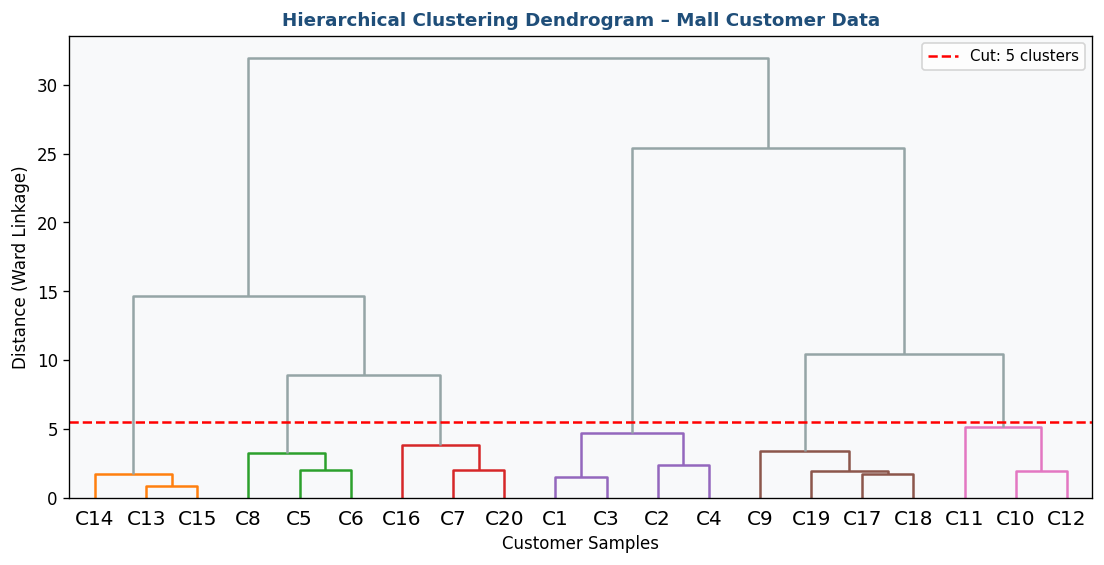 Hierarchical Clustering Dendrogram – Mall Customer Data
Cut: 5 clusters
Distance (Ward Linkage)
30
25
20
15
10
5
0
C14 C13 C15 C8 C5 C6 C16 C7 C20 C1 C3 C2 C4 C9 C19 C17 C18 C11 C10 C12
Customer Samples